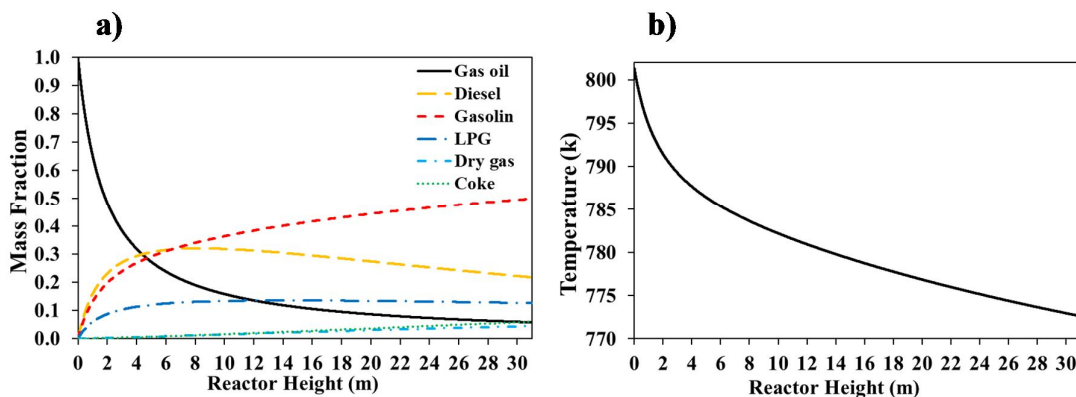 a)
1.0
0.9
0.8
0.7
0.6
0.5
0.4
0.3
0.2
0.1
0.0
Mass Fraction
Gas oil
Diesel
Gasolin
LPG
Dry gas
Coke
0 2 4 6 8 10 12 14 16 18 20 22 24 26 28 30
Reactor Height (m)
b)
800
795
790
785
780
775
770
Temperature (k)
0 2 4 6 8 10 12 14 16 18 20 22 24 26 28 30
Reactor Height (m)